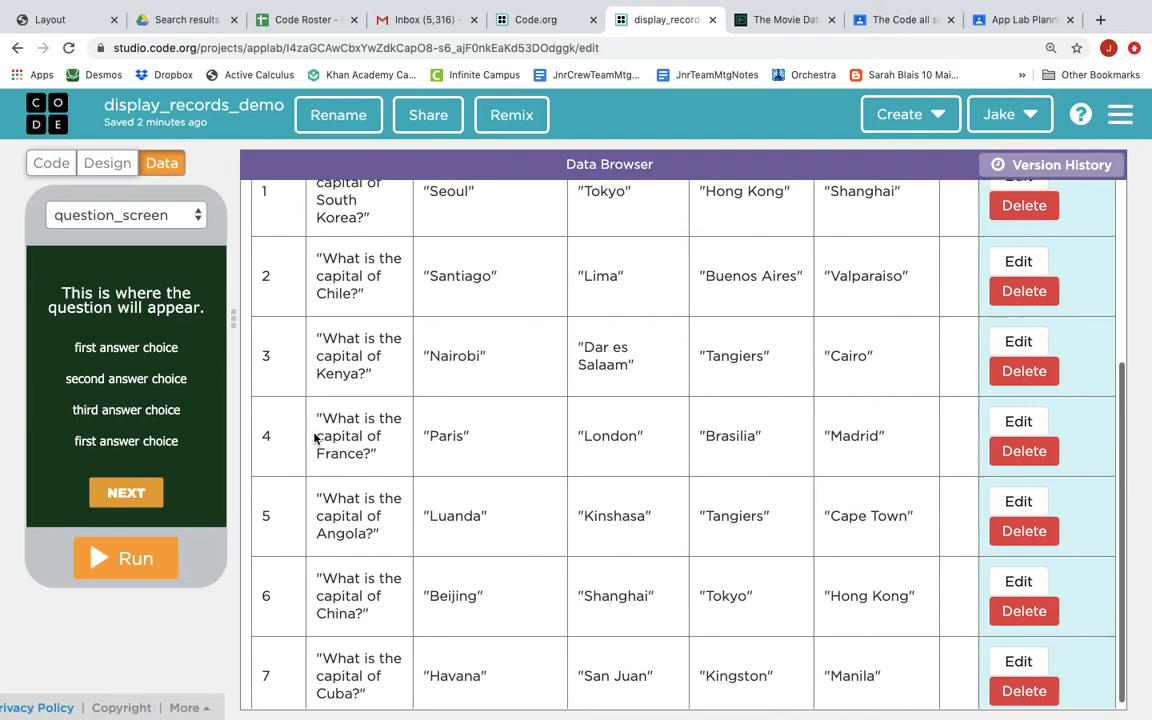 Layout
Search results
Code Roster - 
Inbox (5,316) -
Code.org
display_record
The Movie Dat
The Code all s
App Lab Plann
studio.code.org/projects/applab/I4zaGCAwCbxYwZdkCapO8-s6_ajF0nkEaKd53DOdggk/edit
J
Apps
Desmos
Dropbox
Active Calculus
Khan Academy Ca...
Infinite Campus
JnrCrewTeamMtg...
JnrTeamMtgNotes
Orchestra
Sarah Blais 10 Mai...
»
Other Bookmarks
C O
D E
display_records_demo
Saved 2 minutes ago
Rename
Share
Remix
Create
Jake
?
Code
Design
Data
Data Browser
Version History
question_screen
This is where the
question will appear.
first answer choice
second answer choice
third answer choice
first answer choice
NEXT
Run
1
capital of
South
Korea?"
"Seoul"
"Tokyo"
"Hong Kong"
"Shanghai"
Edit
Delete
2
"What is the
capital of
Chile?"
"Santiago"
"Lima"
"Buenos Aires"
"Valparaiso"
Edit
Delete
3
"What is the
capital of
Kenya?"
"Nairobi"
"Dar es
Salaam"
"Tangiers"
"Cairo"
Edit
Delete
4
"What is the
capital of
France?"
"Paris"
"London"
"Brasilia"
"Madrid"
Edit
Delete
5
"What is the
capital of
Angola?"
"Luanda"
"Kinshasa"
"Tangiers"
"Cape Town"
Edit
Delete
6
"What is the
capital of
China?"
"Beijing"
"Shanghai"
"Tokyo"
"Hong Kong"
Edit
Delete
7
"What is the
capital of
Cuba?"
"Havana"
"San Juan"
"Kingston"
"Manila"
Edit
Delete
rivacy Policy | Copyright | More